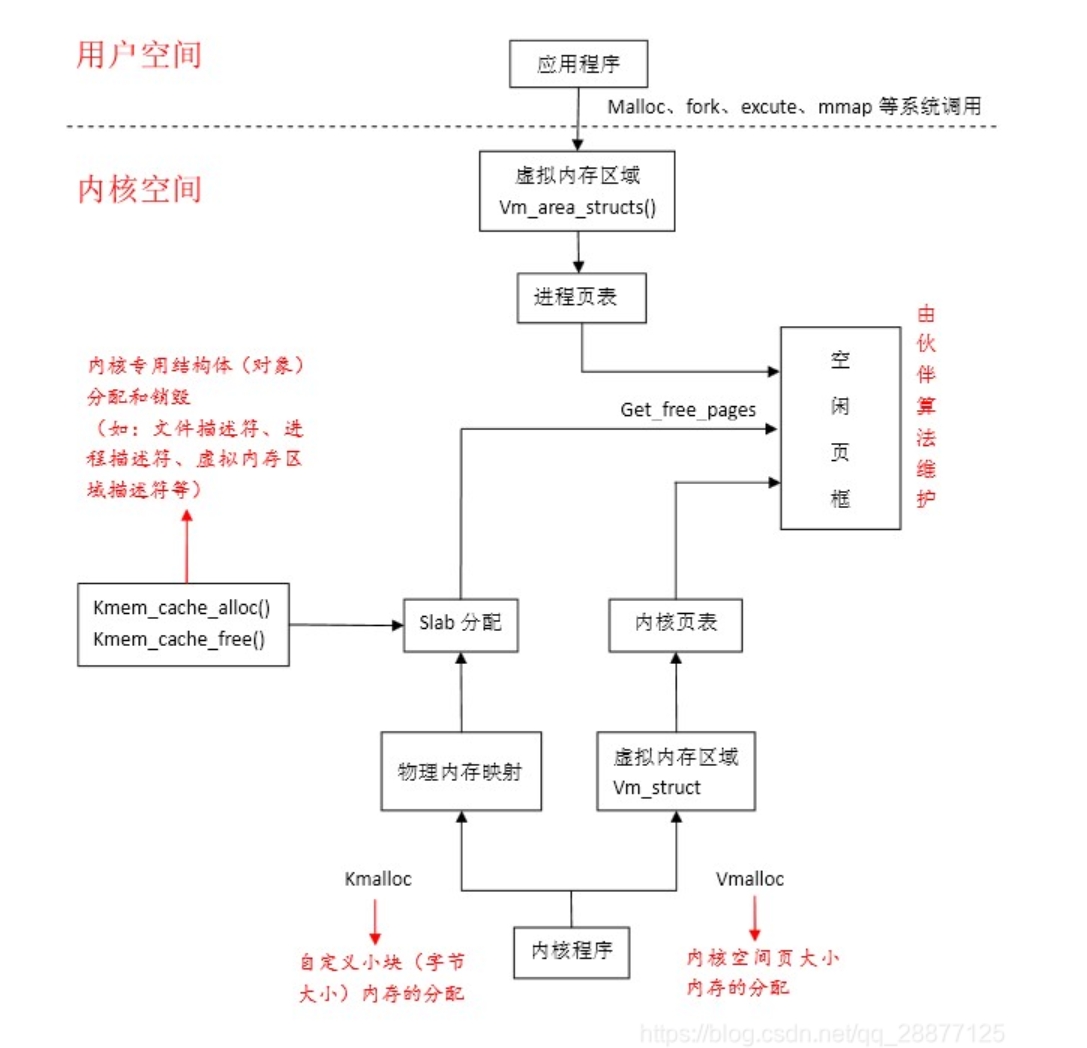 用户空间
应用程序
Malloc、fork、excute、mmap 等系统调用
内核空间
虚拟内存区域
Vm_area_structs()
进程页表
空
闲
页
框
由
伙
伴
算
法
维
护
Get_free_pages
内核专用结构体（对象）
分配和销毁
（如：文件描述符、进
程描述符、虚拟内存区
域描述符等）
Kmem_cache_alloc()
Kmem_cache_free()
Slab 分配
内核页表
物理内存映射
虚拟内存区域
Vm_struct
Kmalloc
Vmalloc
内核程序
自定义小块（字节
大小）内存的分配
内核空间页大小
内存的分配
https://blog.csdn.net/qq_28877125